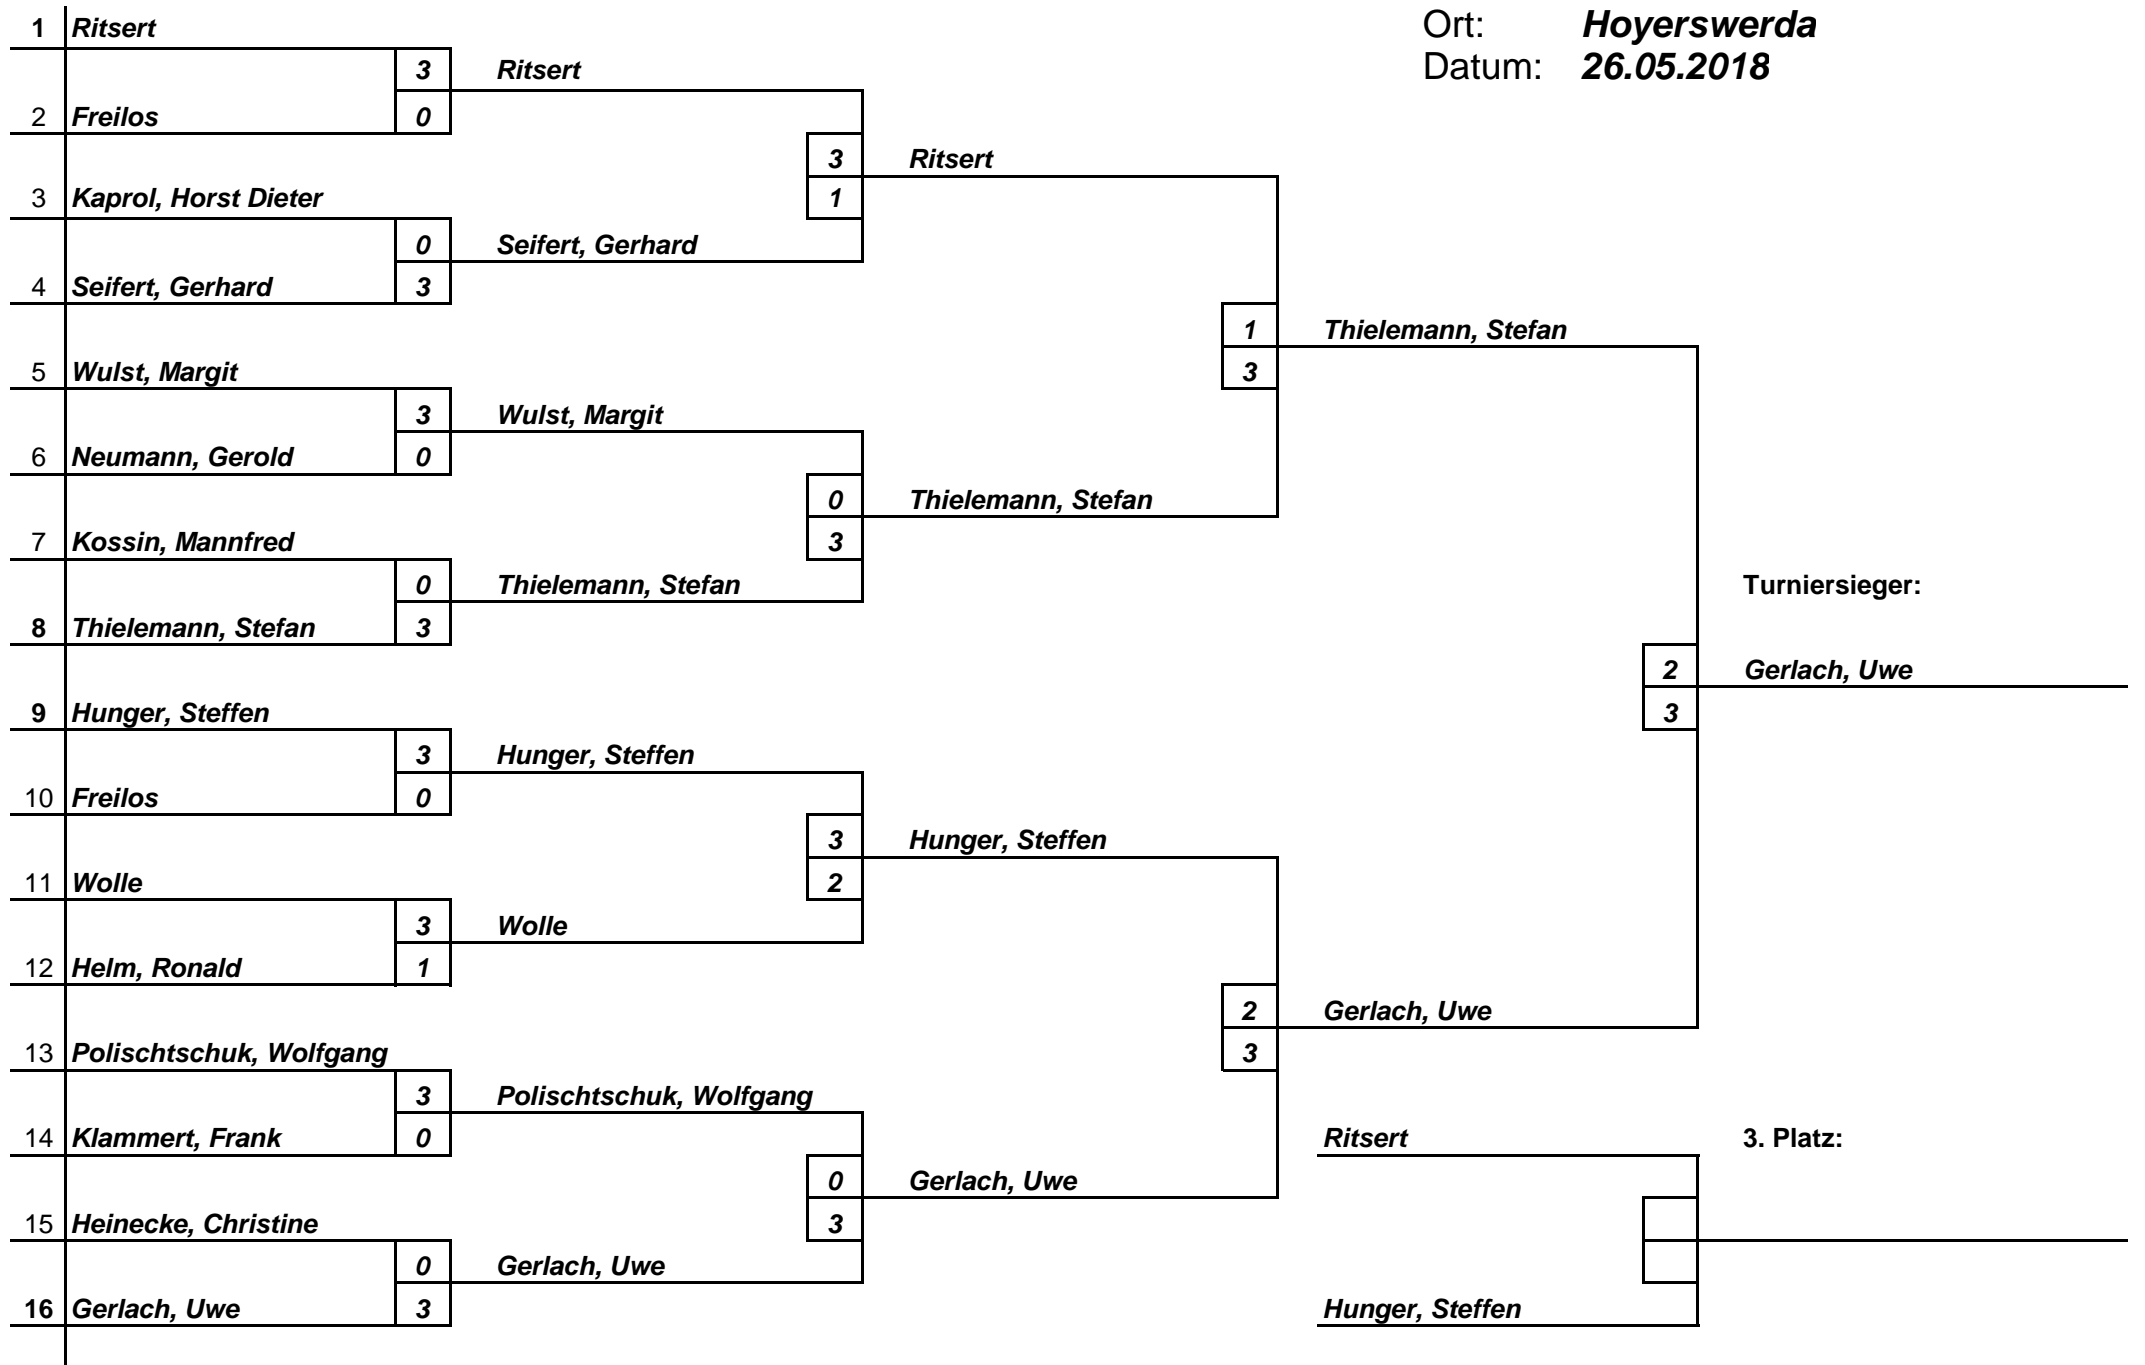 Ort: Hoyerswerda
Datum: 26.05.2018
1 Ritsert
3 Ritsert
2 Freilos 0
3 Ritsert
3 Kaprol, Horst Dieter 1
0 Seifert, Gerhard
4 Seifert, Gerhard 3
1 Thielemann, Stefan
5 Wulst, Margit 3
3 Wulst, Margit
6 Neumann, Gerold 0
0 Thielemann, Stefan
7 Kossin, Mannfred 3
0 Thielemann, Stefan Turniersieger:
8 Thielemann, Stefan 3
2 Gerlach, Uwe
9 Hunger, Steffen 3
3 Hunger, Steffen
10 Freilos 0
3 Hunger, Steffen
11 Wolle 2
3 Wolle
12 Helm, Ronald 1
2 Gerlach, Uwe
13 Polischtschuk, Wolfgang 3
3 Polischtschuk, Wolfgang
14 Klammert, Frank 0 Ritsert 3. Platz:
0 Gerlach, Uwe
15 Heinecke, Christine 3
0 Gerlach, Uwe
16 Gerlach, Uwe 3 Hunger, Steffen